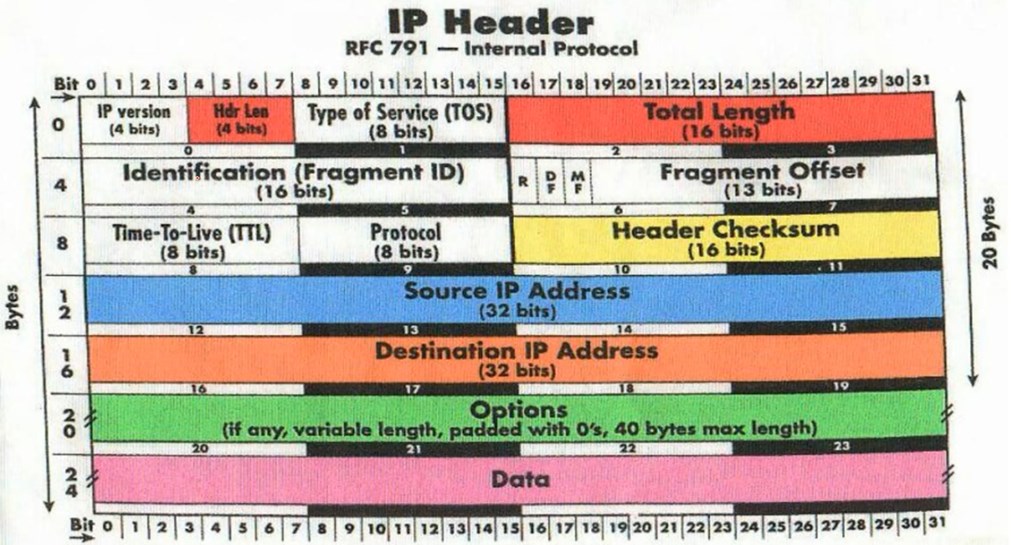 IP Header
RFC 791 — Internal Protocol
Bit 0 1 2 3 4 5 6 7 8 9 10 11 12 13 14 15 16 17 18 19 20 21 22 23 24 25 26 27 28 29 30 31
0 IP version Hdr Len Type of Service (TOS) Total Length
(4 bits) (4 bits) (8 bits) (16 bits)
0 1 2 3
4 Identification (Fragment ID) R DF MF Fragment Offset
(16 bits) (13 bits)
4 5 6 7
8 Time-To-Live (TTL) Protocol Header Checksum
(8 bits) (8 bits) (16 bits)
8 9 10 11
12 Source IP Address
(32 bits)
12 13 14 15
16 Destination IP Address
(32 bits)
16 17 18 19
20 Options
(if any, variable length, padded with 0's, 40 bytes max length)
20 21 22 23
24 Data
Bit 0 1 2 3 4 5 6 7 8 9 10 11 12 13 14 15 16 17 18 19 20 21 22 23 24 25 26 27 28 29 30 31
Bytes
20 Bytes